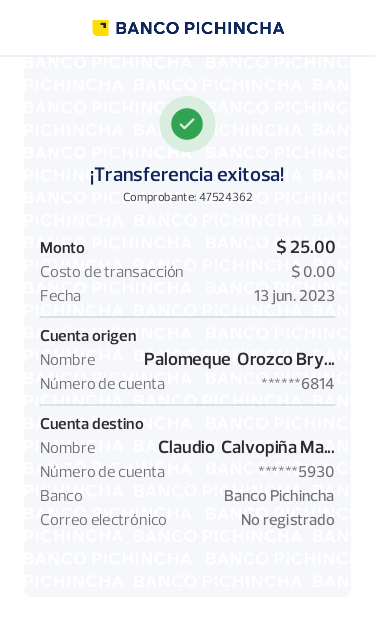 BANCO PICHINCHA
¡Transferencia exitosa!
Comprobante: 47524362
Monto $ 25.00
Costo de transacción $ 0.00
Fecha 13 jun. 2023
Cuenta origen
Nombre Palomeque Orozco Bry...
Número de cuenta ******6814
Cuenta destino
Nombre Claudio Calvopiña Ma...
Número de cuenta ******5930
Banco Banco Pichincha
Correo electrónico No registrado